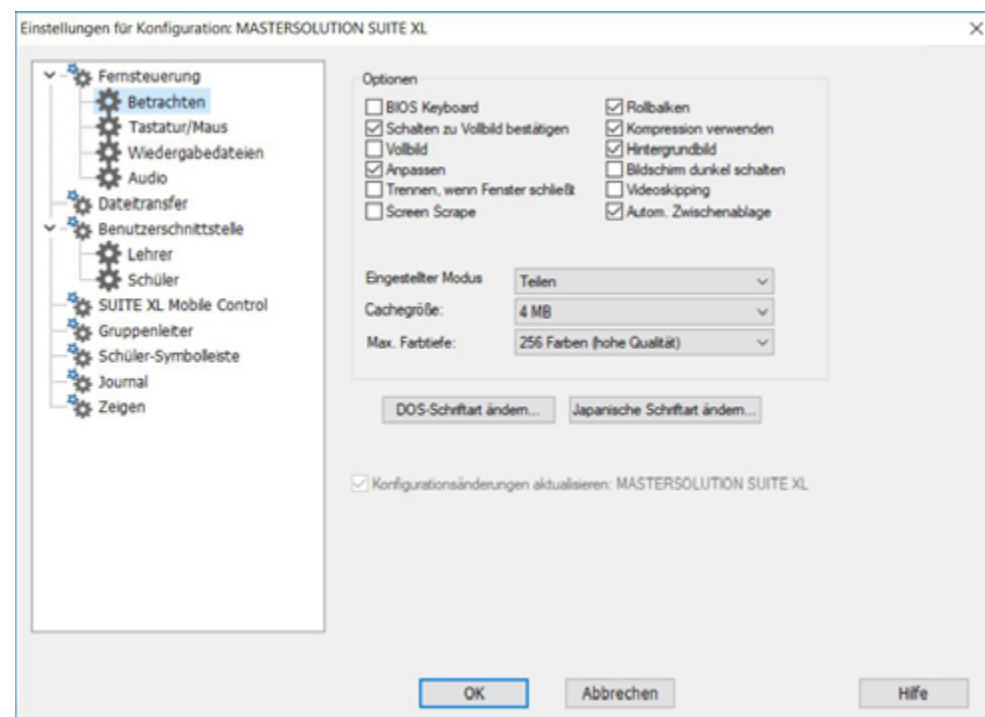 Einstellungen für Konfiguration: MASTERSOLUTION SUITE XL
Fernsteuerung
Betrachten
Tastatur/Maus
Wiedergabedateien
Audio
Dateitransfer
Benutzerschnittstelle
Lehrer
Schüler
SUITE XL Mobile Control
Gruppenleiter
Schüler-Symbolleiste
Journal
Zeigen
Optionen
BIOS Keyboard
Schalten zu Vollbild bestätigen
Vollbild
Anpassen
Trennen, wenn Fenster schließt
Screen Scrape
Rollbalken
Kompression verwenden
Hintergrundbild
Bildschirm dunkel schalten
Videoskipping
Autom. Zwischenablage
Eingestellter Modus Teilen
Cachegröße: 4 MB
Max. Farbtiefe: 256 Farben (hohe Qualität)
DOS-Schriftart ändern... Japanische Schriftart ändern...
Konfigurationsänderungen aktualisieren: MASTERSOLUTION SUITE XL
OK Abbrechen Hilfe